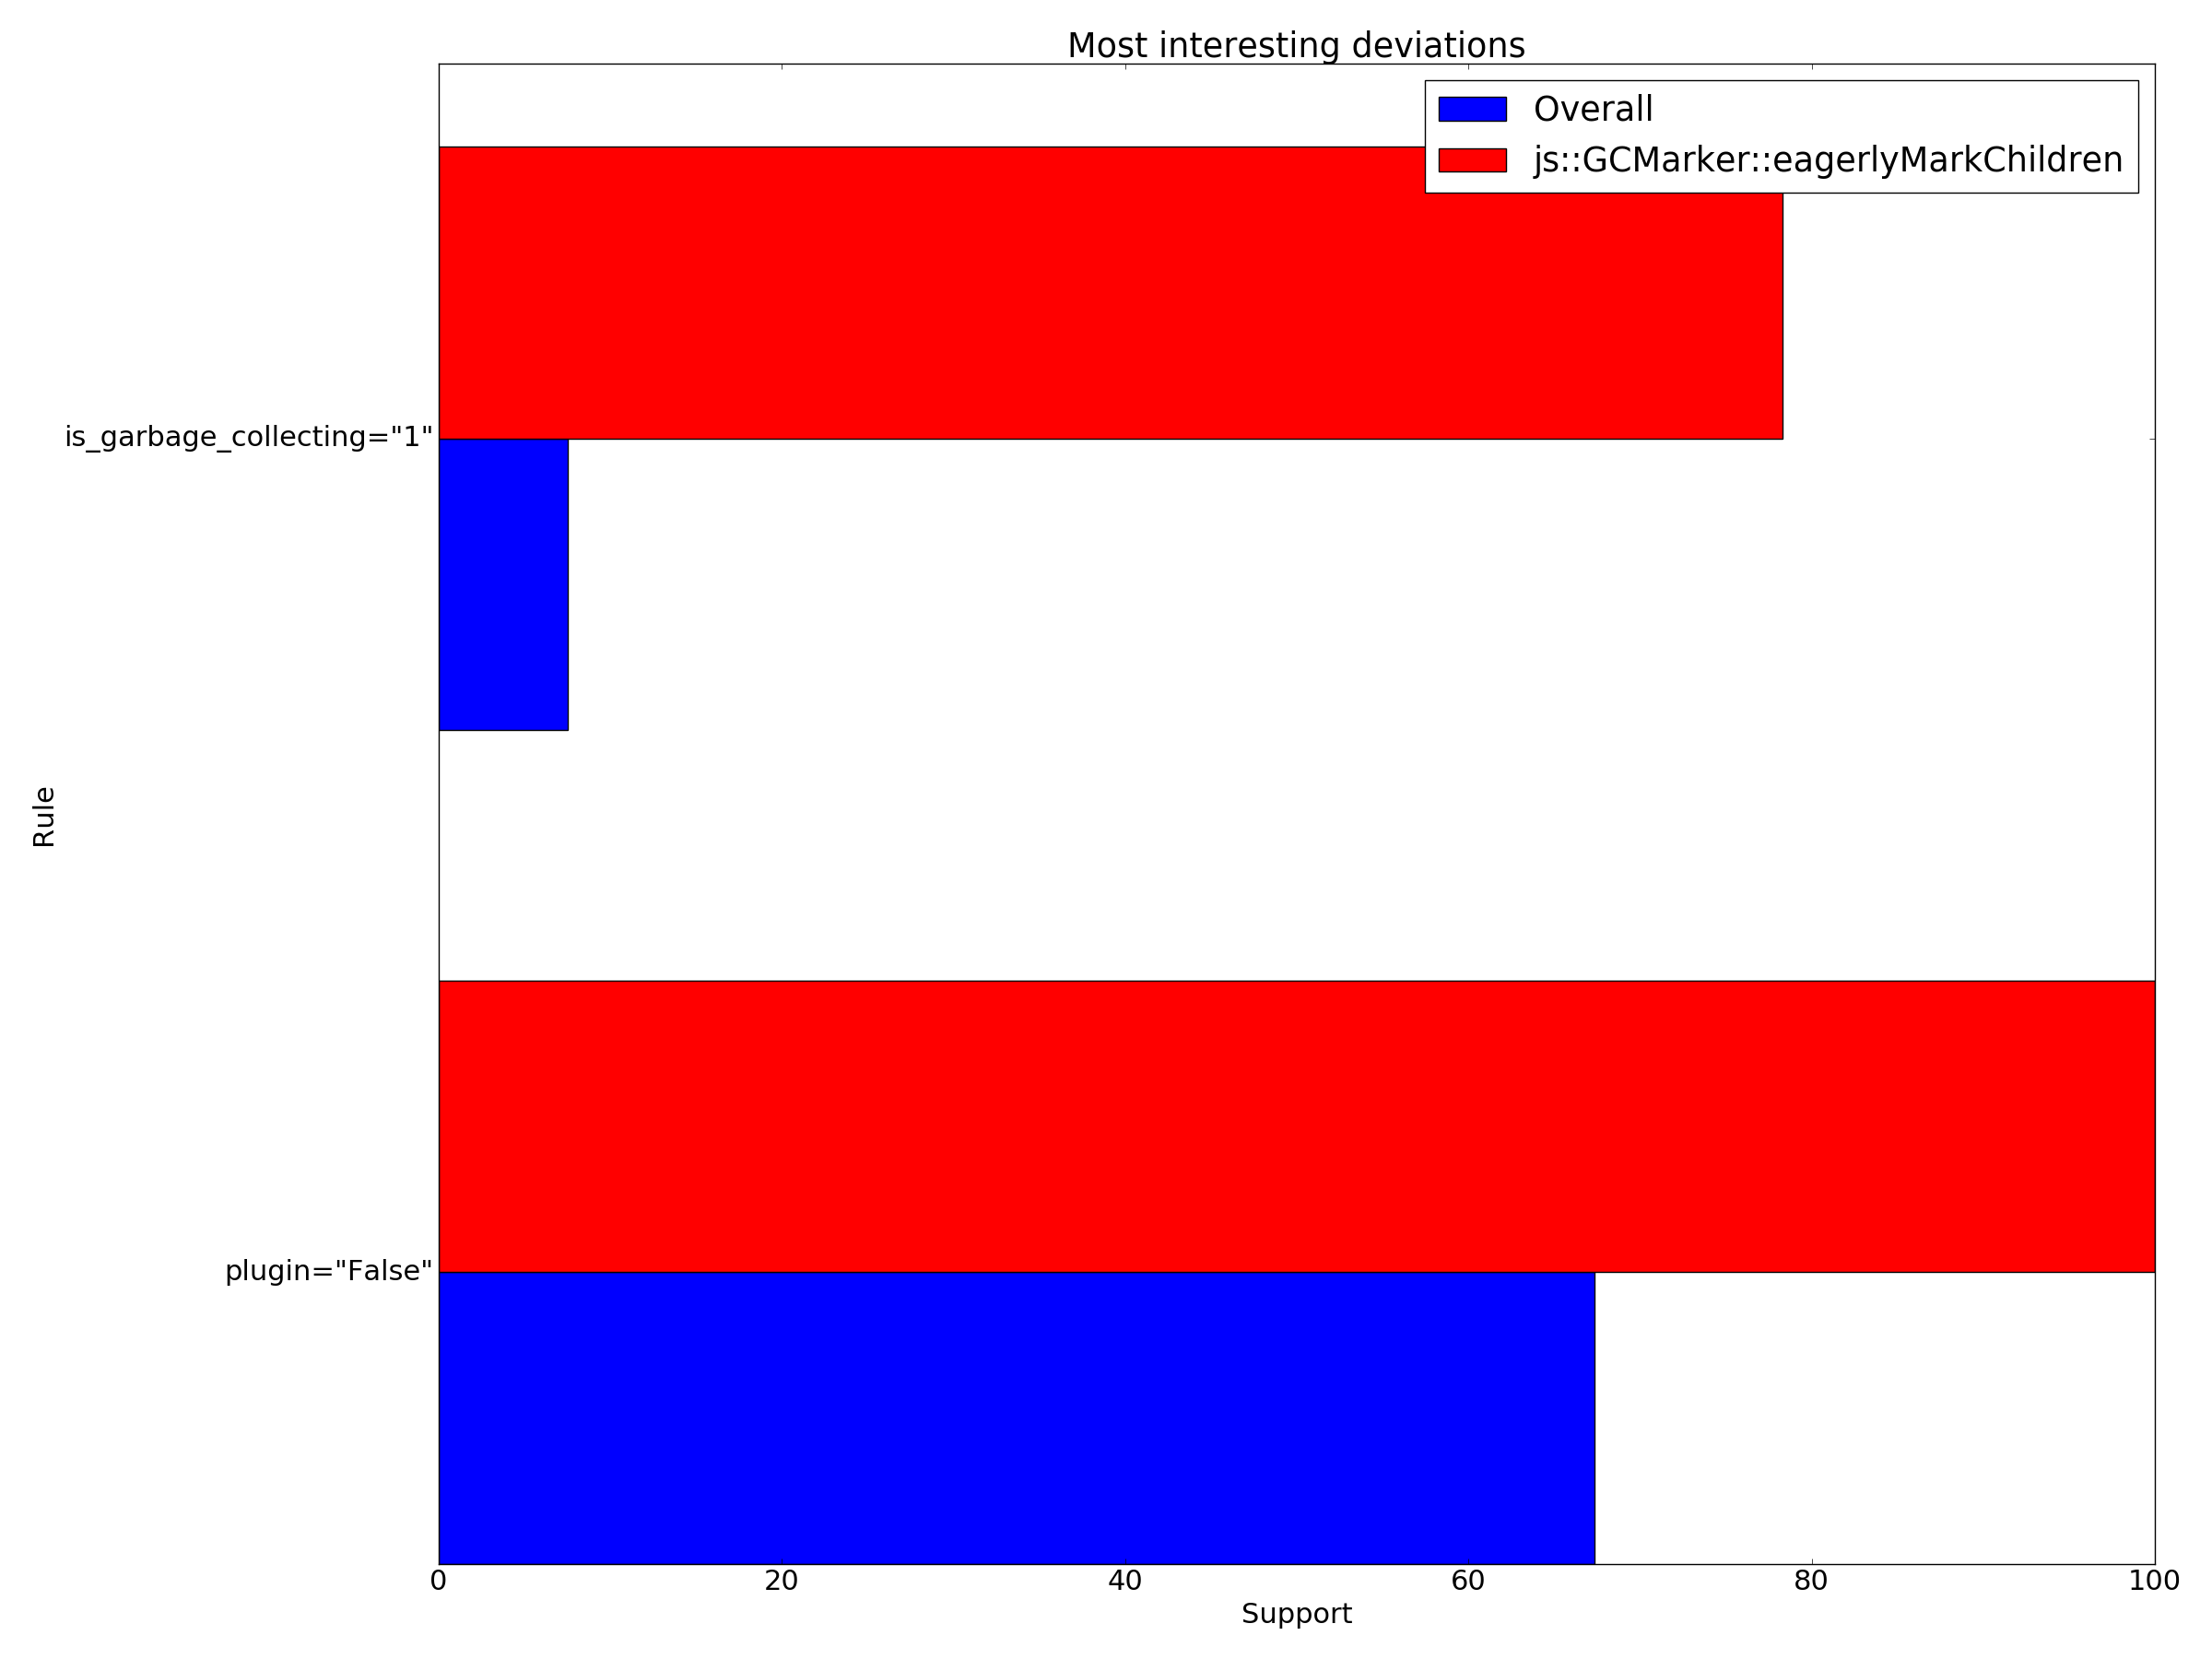 Most interesting deviations
Overall
js::GCMarker::eagerlyMarkChildren
is_garbage_collecting="1"
Rule
plugin="False"
0 20 40 60 80 100
Support